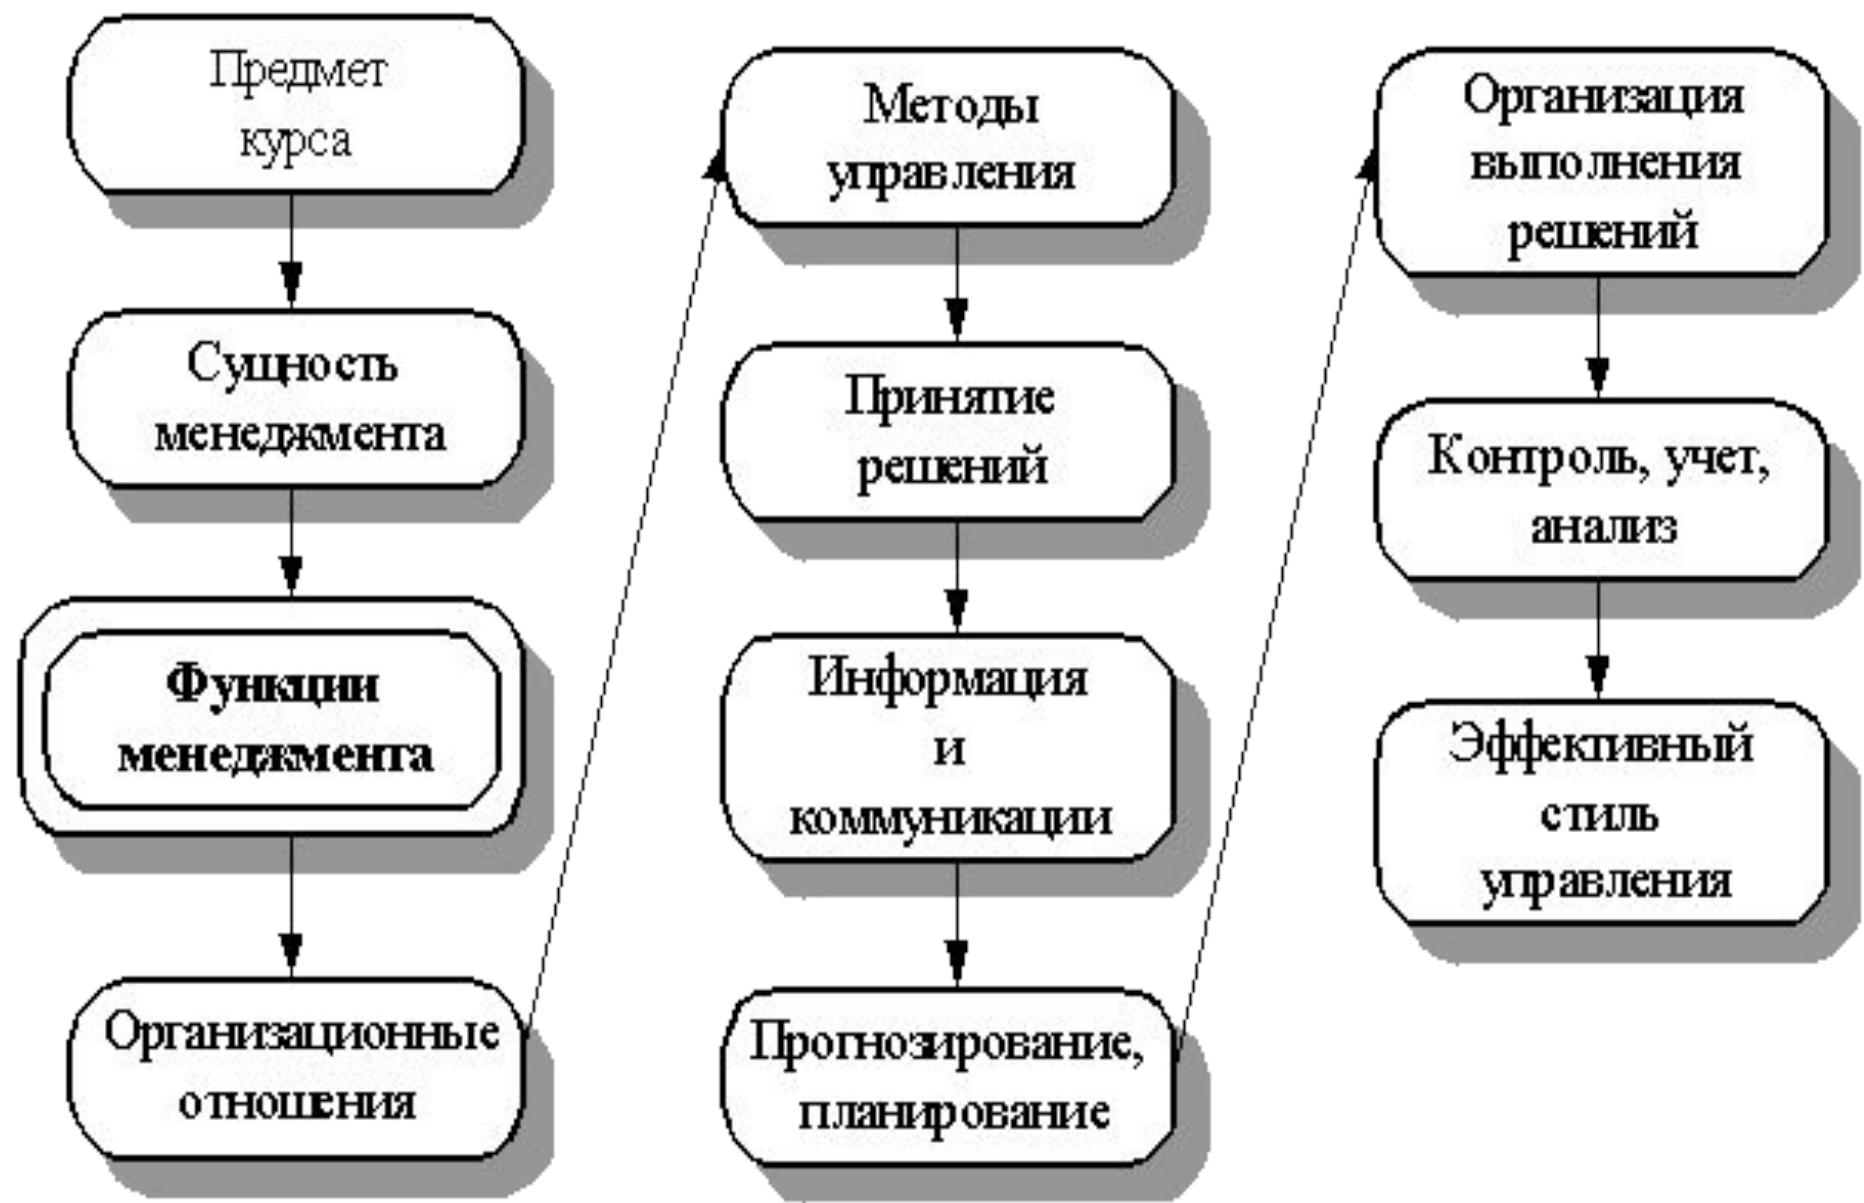 Предмет
курса
Сущность
менеджмента
Функции
менеджмента
Организационные
отношения
Методы
управления
Принятие
решений
Информация
и
коммуникации
Прогнозирование,
планирование
Организация
выполнения
решений
Контроль, учет,
анализ
Эффективный
стиль
управления